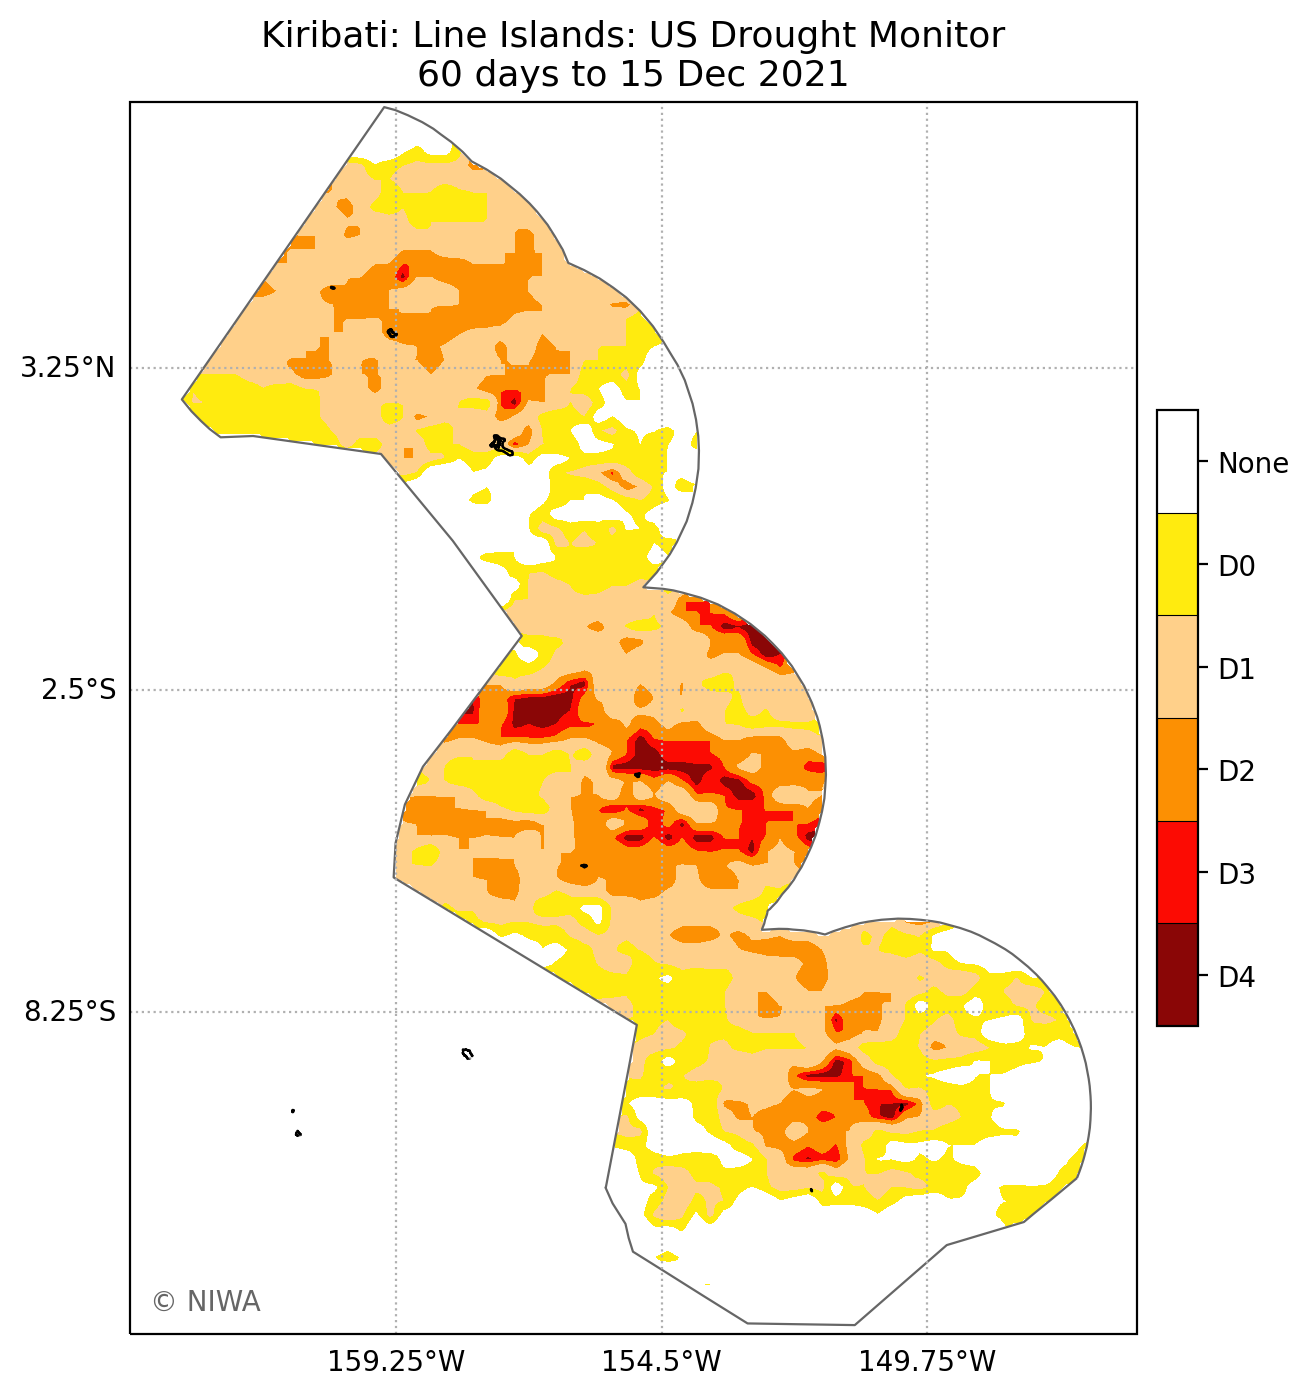 Kiribati: Line Islands: US Drought Monitor
60 days to 15 Dec 2021
3.25°N
2.5°S
8.25°S
159.25°W
154.5°W
149.75°W
None
D0
D1
D2
D3
D4
© NIWA